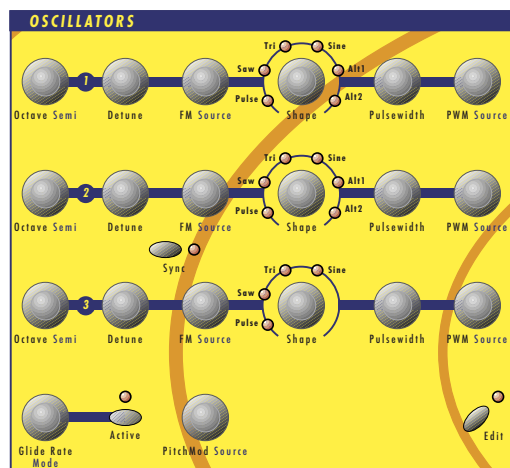 OSCILLATORS
Tri Sine
Saw Alt1
Pulse Alt2
1
Octave Semi Detune FM Source Shape Pulsewidth PWM Source
Tri Sine
Saw Alt1
Pulse Alt2
2
Octave Semi Detune FM Source Shape Pulsewidth PWM Source
Sync
Tri Sine
Saw
Pulse
3
Octave Semi Detune FM Source Shape Pulsewidth PWM Source
Active Edit
Glide Rate PitchMod Source
Mode